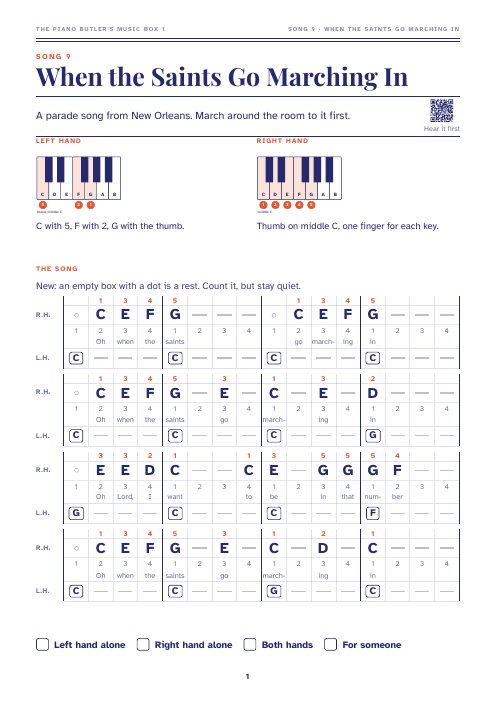 THE PIANO BUTLER'S MUSIC BOX 1 SONG 9 · WHEN THE SAINTS GO MARCHING IN
SONG 9
When the Saints Go Marching In
A parade song from New Orleans. March around the room to it first.
Hear it first
LEFT HAND RIGHT HAND
C D E F G A B C D E F G A B
5 2 1 1 2 3 4 5
middle C
C with 5, F with 2, G with the thumb. Thumb on middle C, one finger for each key.
THE SONG
New: an empty box with a dot is a rest. Count it, but stay quiet.
1 3 4 5 1 3 4 5
R.H. ○ C E F G — — — ○ C E F G — — —
1 2 3 4 1 2 3 4 1 2 3 4 1 2 3 4
Oh when the saints go march- ing in
L.H. C — — — C — — — C — — — C — — —
1 3 4 5 3 1 3 2
R.H. ○ C E F G — E — C — E — D — — —
1 2 3 4 1 2 3 4 1 2 3 4 1 2 3 4
Oh when the saints go march- ing in
L.H. C — — — C — — — C — — — G — — —
3 3 2 1 1 3 5 5 5 4
R.H. ○ E E D C — — C E — G G G F — —
1 2 3 4 1 2 3 4 1 2 3 4 1 2 3 4
Oh Lord, I want to be in that num- ber
L.H. G — — — C — — — C — — — F — — —
1 3 4 5 3 1 2 1
R.H. ○ C E F G — E — C — D — C — — —
1 2 3 4 1 2 3 4 1 2 3 4 1 2 3 4
Oh when the saints go march- ing in
L.H. C — — — C — — — G — — — C — — —
Left hand alone Right hand alone Both hands For someone
1